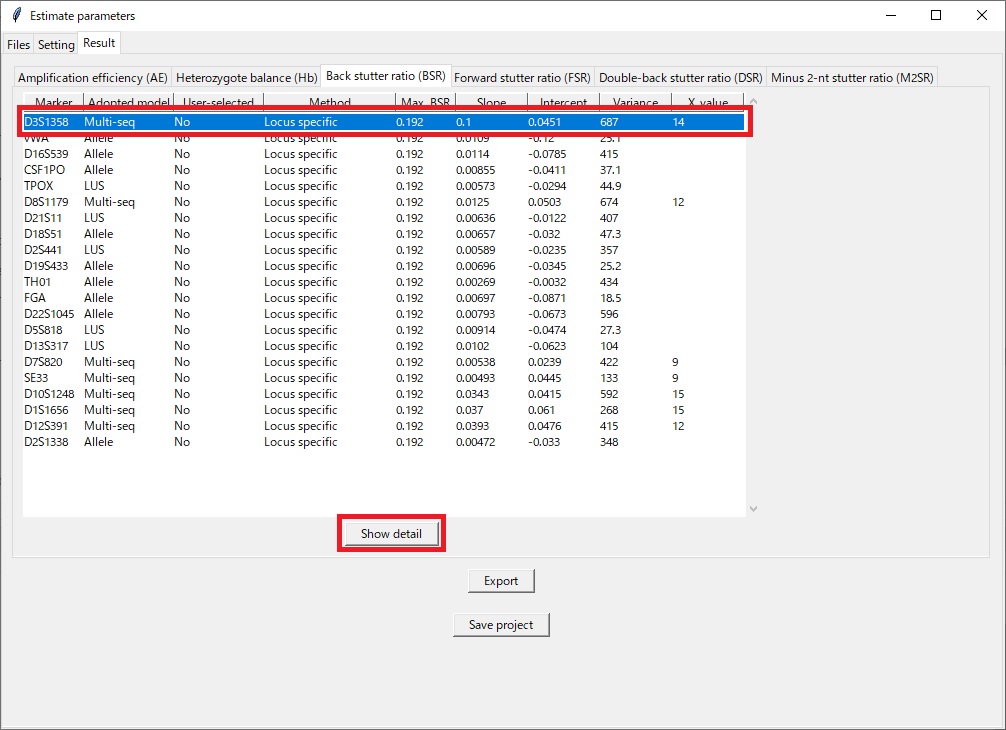 Estimate parameters
Files Setting Result
Amplification efficiency (AE) Heterozygote balance (Hb) Back stutter ratio (BSR) Forward stutter ratio (FSR) Double-back stutter ratio (DSR) Minus 2-nt stutter ratio (M2SR)
Marker Adopted model User-selected Method Max. BSR Slope Intercept Variance X value
D3S1358 Multi-seq No Locus specific 0.192 0.1 0.0451 687 14
vWA Allele No Locus specific 0.192 0.0109 -0.12 25.1
D16S539 Allele No Locus specific 0.192 0.0114 -0.0785 415
CSF1PO Allele No Locus specific 0.192 0.00855 -0.0411 37.1
TPOX LUS No Locus specific 0.192 0.00573 -0.0294 44.9
D8S1179 Multi-seq No Locus specific 0.192 0.0125 0.0503 674 12
D21S11 LUS No Locus specific 0.192 0.00636 -0.0122 407
D18S51 Allele No Locus specific 0.192 0.00657 -0.032 47.3
D2S441 LUS No Locus specific 0.192 0.00589 -0.0235 357
D19S433 Allele No Locus specific 0.192 0.00696 -0.0345 25.2
TH01 Allele No Locus specific 0.192 0.00269 -0.0032 434
FGA Allele No Locus specific 0.192 0.00697 -0.0871 18.5
D22S1045 Allele No Locus specific 0.192 0.00793 -0.0673 596
D5S818 LUS No Locus specific 0.192 0.00914 -0.0474 27.3
D13S317 LUS No Locus specific 0.192 0.0102 -0.0623 104
D7S820 Multi-seq No Locus specific 0.192 0.00538 0.0239 422 9
SE33 Multi-seq No Locus specific 0.192 0.00493 0.0445 133 9
D10S1248 Multi-seq No Locus specific 0.192 0.0343 0.0415 592 15
D1S1656 Multi-seq No Locus specific 0.192 0.037 0.061 268 15
D12S391 Multi-seq No Locus specific 0.192 0.0393 0.0476 415 12
D2S1338 Allele No Locus specific 0.192 0.00472 -0.033 348
Show detail
Export
Save project